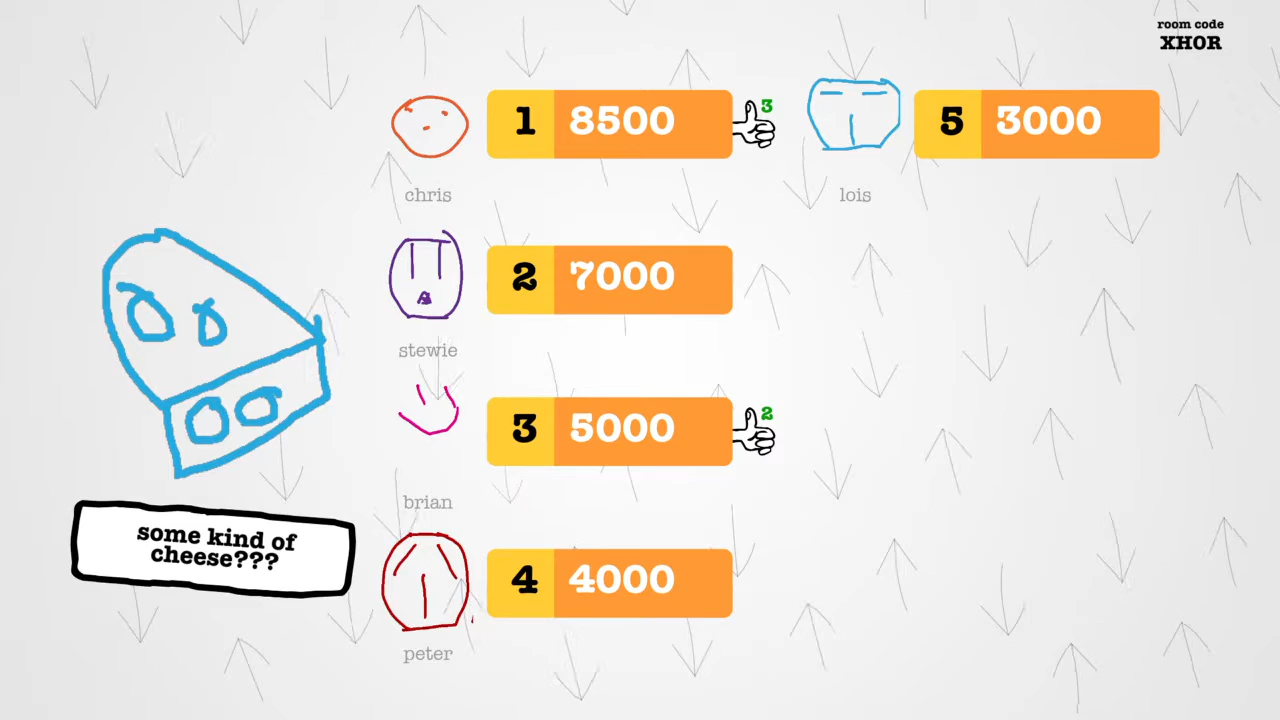 room code
XHOR
1 8500 3
chris
5 3000
lois
2 7000
stewie
3 5000 2
brian
4 4000
peter
some kind of
cheese???